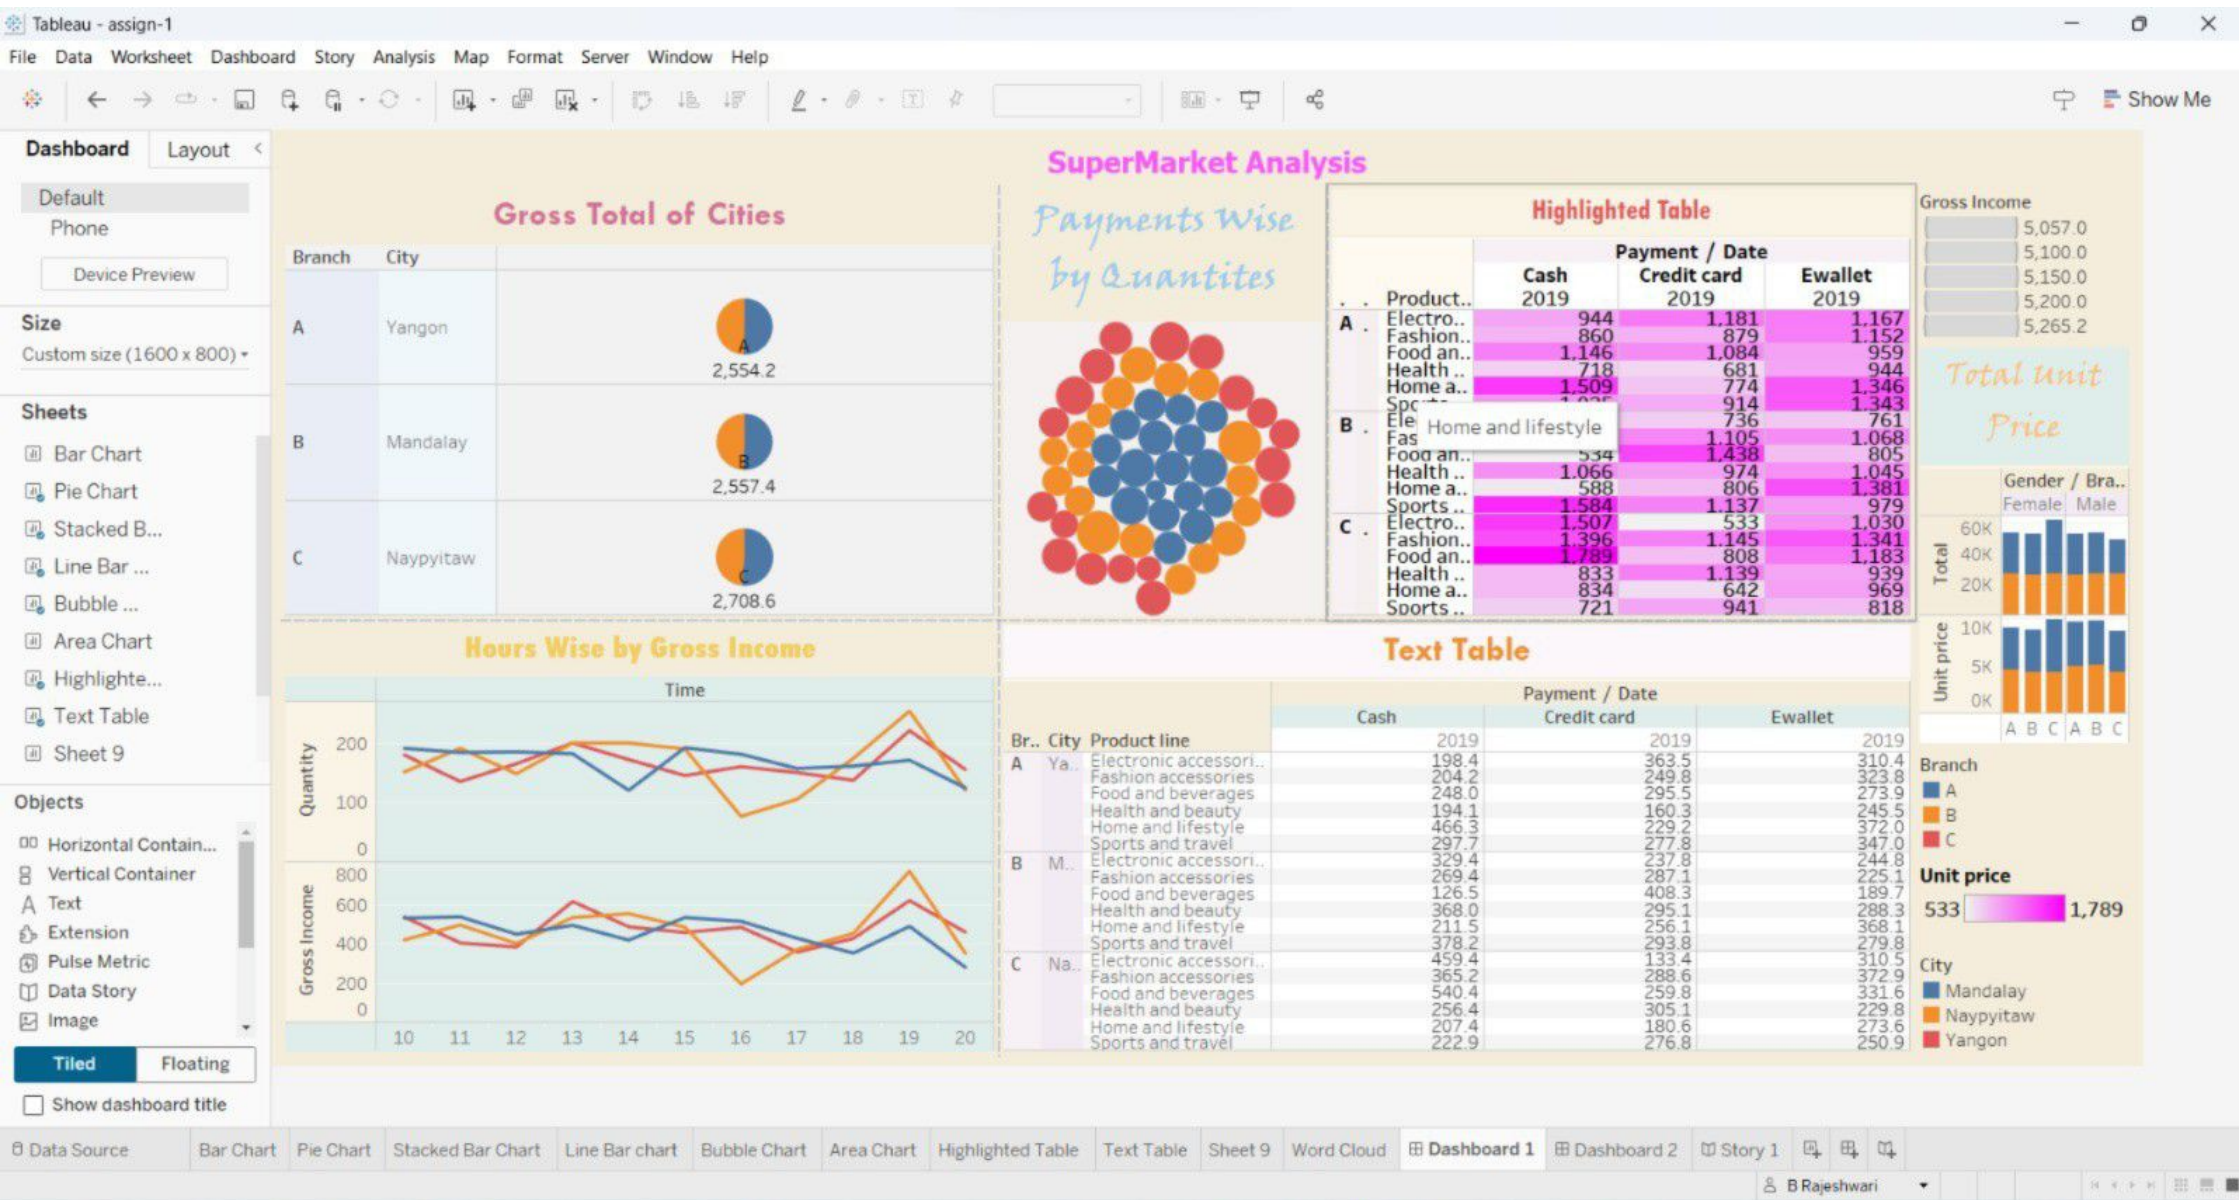 Tableau - assign-1
File Data Worksheet Dashboard Story Analysis Map Format Server Window Help
Show Me
Dashboard Layout
Default
Phone
Device Preview
Size
Custom size (1600 x 800)
Sheets
Bar Chart
Pie Chart
Stacked B...
Line Bar ...
Bubble ...
Area Chart
Highlighte...
Text Table
Sheet 9
Objects
Horizontal Contain...
Vertical Container
Text
Extension
Pulse Metric
Data Story
Image
Tiled Floating
Show dashboard title
SuperMarket Analysis
Gross Total of Cities
Branch City
A Yangon A 2,554.2
B Mandalay B 2,557.4
C Naypyitaw C 2,708.6
Payments Wise
by Quantites
Highlighted Table
Payment / Date
Cash Credit card Ewallet
. . Product.. 2019 2019 2019
A . Electro.. 944 1,181 1,167
Fashion.. 860 879 1,152
Food an.. 1,146 1,084 959
Health .. 718 681 944
Home a.. 1,509 774 1,346
914 1,343
B . Ele 736 761
Home and lifestyle
Fas 1,105 1,068
Food an.. 534 1,438 805
Health .. 1,066 974 1,045
Home a.. 588 806 1,381
Sports .. 1,584 1,137 979
C . Electro.. 1,507 533 1,030
Fashion.. 1,396 1,145 1,341
Food an.. 1,789 808 1,183
Health .. 833 1,139 939
Home a.. 834 642 969
Sports .. 721 941 818
Gross Income
5,057.0
5,100.0
5,150.0
5,200.0
5,265.2
Total Unit
Price
Gender / Bra..
Female Male
Total
60K
40K
20K
Unit price
10K
5K
0K
A B C A B C
Hours Wise by Gross Income
Time
Quantity
200
100
0
Gross Income
800
600
400
200
0
10 11 12 13 14 15 16 17 18 19 20
Text Table
Payment / Date
Cash Credit card Ewallet
Br.. City Product line 2019 2019 2019
A Ya.. Electronic accessori.. 198.4 363.5 310.4
Fashion accessories 204.2 249.8 323.8
Food and beverages 248.0 295.5 273.9
Health and beauty 194.1 160.3 245.5
Home and lifestyle 466.3 229.2 372.0
Sports and travel 297.7 277.8 347.0
B M.. Electronic accessori.. 329.4 237.8 244.8
Fashion accessories 269.4 287.1 225.1
Food and beverages 126.5 408.3 189.7
Health and beauty 368.0 295.1 288.3
Home and lifestyle 211.5 256.1 368.1
Sports and travel 378.2 293.8 279.8
C Na.. Electronic accessori.. 459.4 133.4 310.5
Fashion accessories 365.2 288.6 372.9
Food and beverages 540.4 259.8 331.6
Health and beauty 256.4 305.1 229.8
Home and lifestyle 207.4 180.6 273.6
Sports and travel 222.9 276.8 250.9
Branch
A
B
C
Unit price
533 1,789
City
Mandalay
Naypyitaw
Yangon
Data Source Bar Chart Pie Chart Stacked Bar Chart Line Bar chart Bubble Chart Area Chart Highlighted Table Text Table Sheet 9 Word Cloud Dashboard 1 Dashboard 2 Story 1
B Rajeshwari